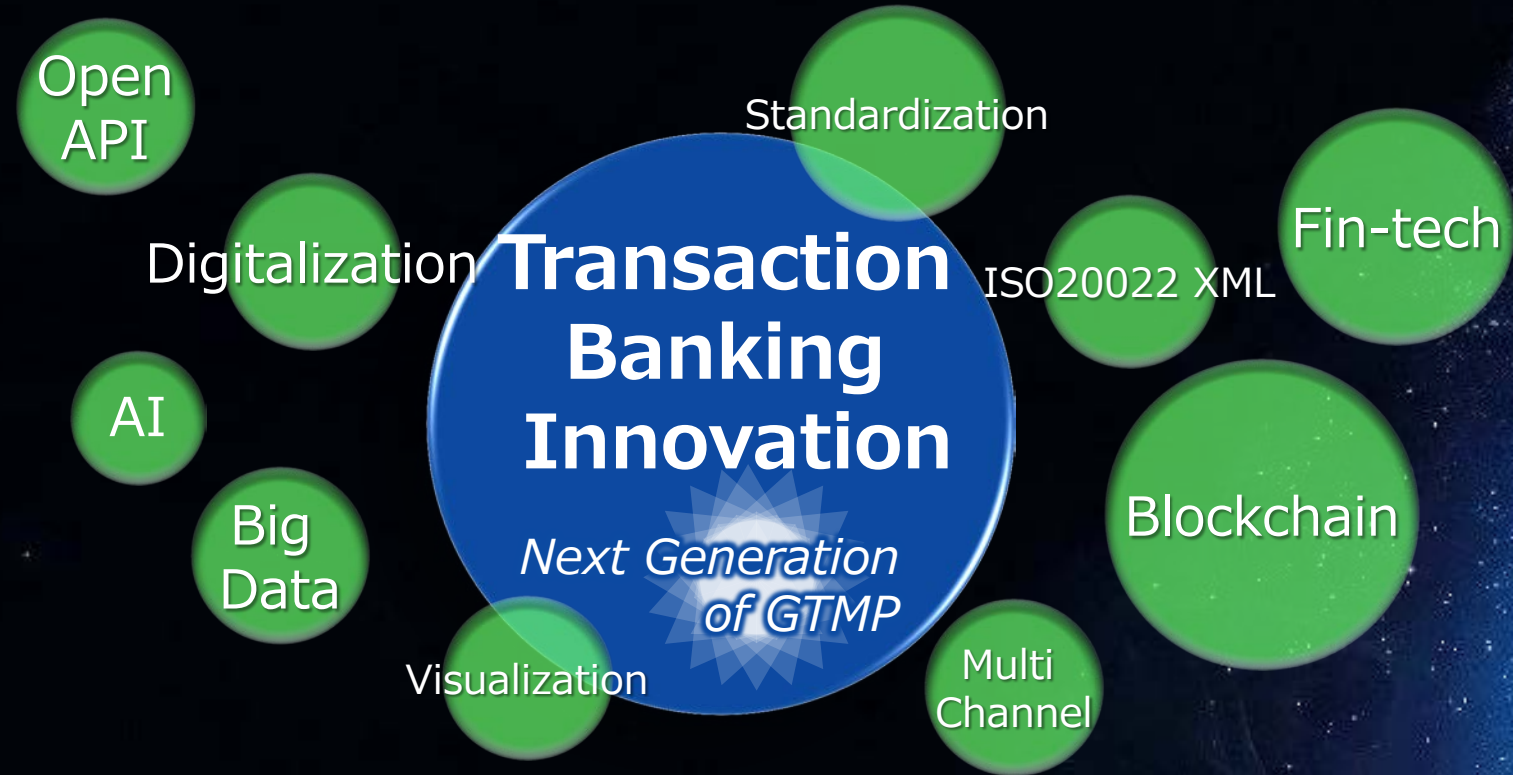 Open
API
Standardization
Fin-tech
Digitalization
Transaction
Banking
Innovation
ISO20022 XML
AI
Big
Data
Blockchain
Next Generation
of GTMP
Visualization
Multi
Channel